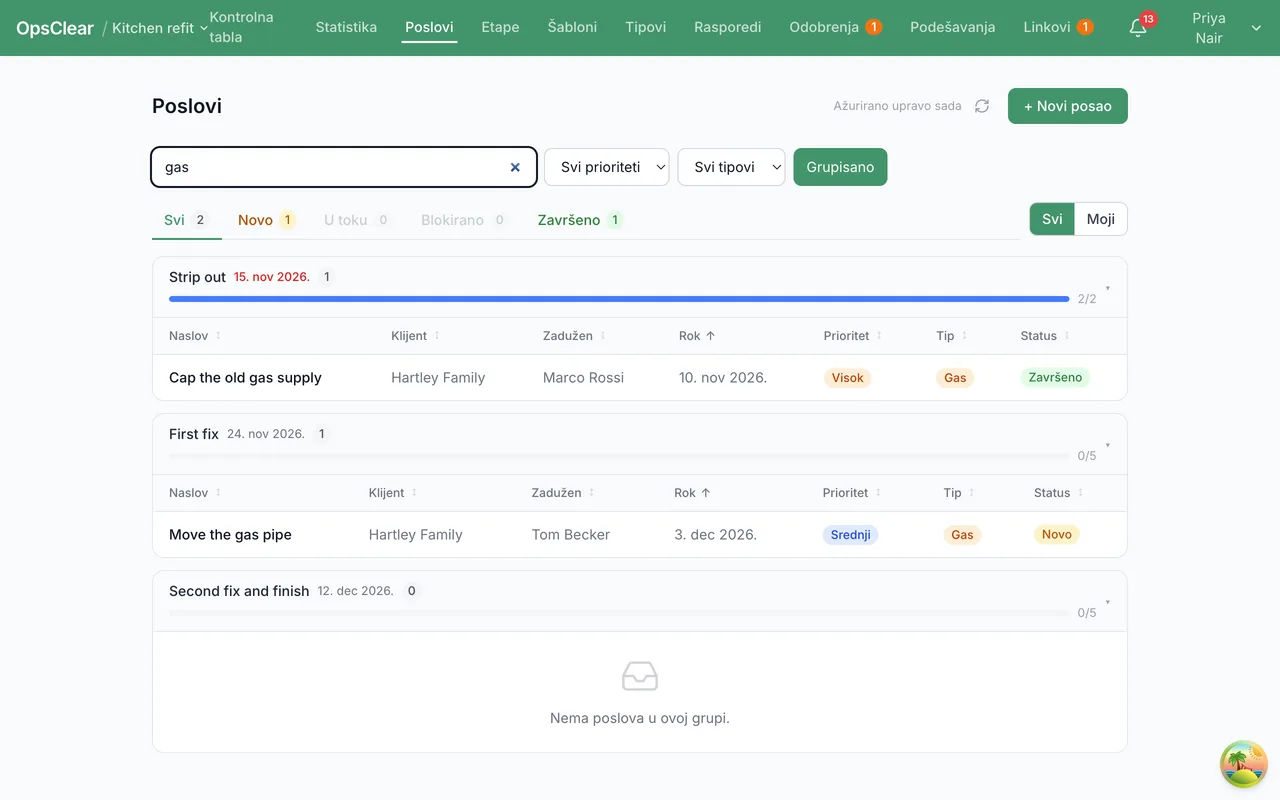 OpsClear / Kitchen refit
Kontrolna
tabla
Statistika
Poslovi
Etape
Šabloni
Tipovi
Rasporedi
Odobrenja 1
Podešavanja
Linkovi 1
13
Priya
Nair
Poslovi
Ažurirano upravo sada
+ Novi posao
gas
Svi prioriteti
Svi tipovi
Grupisano
Svi 2
Novo 1
U toku 0
Blokirano 0
Završeno 1
Svi
Moji
Strip out 15. nov 2026. 1
2/2
Naslov Klijent Zadužen Rok Prioritet Tip Status
Cap the old gas supply Hartley Family Marco Rossi 10. nov 2026. Visok Gas Završeno
First fix 24. nov 2026. 1
0/5
Naslov Klijent Zadužen Rok Prioritet Tip Status
Move the gas pipe Hartley Family Tom Becker 3. dec 2026. Srednji Gas Novo
Second fix and finish 12. dec 2026. 0
0/5
Nema poslova u ovoj grupi.